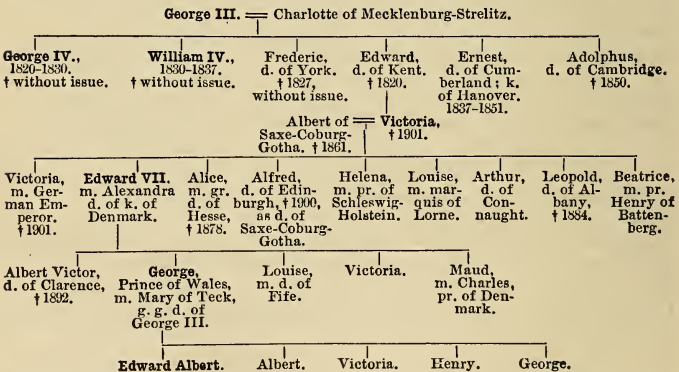 George III. Charlotte of Mecklenburg-Strelitz.
George IV.,
1820-1830.
† without issue.
William IV.,
1830-1837.
† without issue.
Frederic,
d. of York.
† 1827,
without issue.
Edward,
d. of Kent.
† 1820.
Ernest,
d. of Cum-
berland; k.
of Hanover.
1837-1851.
Adolphus,
d. of Cambridge.
† 1850.
Albert of
Saxe-Coburg-
Gotha. † 1861.
Victoria,
† 1901.
Victoria,
m. Ger-
man Em-
peror.
† 1901.
Edward VII.
m. Alexandra
d. of k. of
Denmark.
Alice,
m. gr.
d. of
Hesse,
† 1878.
Alfred,
d. of Edin-
burgh, † 1900,
as d. of
Saxe-Coburg-
Gotha.
Helena,
m. pr. of
Schleswig-
Holstein.
Louise,
m. mar-
quis of
Lorne.
Arthur,
d. of
Con-
naught.
Leopold,
d. of Al-
bany,
† 1884.
Beatrice,
m. pr.
Henry of
Batten-
berg.
Albert Victor,
d. of Clarence,
† 1892.
George,
Prince of Wales,
m. Mary of Teck,
g. g. d. of
George III.
Louise,
m. d. of
Fife.
Victoria.
Maud,
m. Charles,
pr. of Den-
mark.
Edward Albert.
Albert.
Victoria.
Henry.
George.